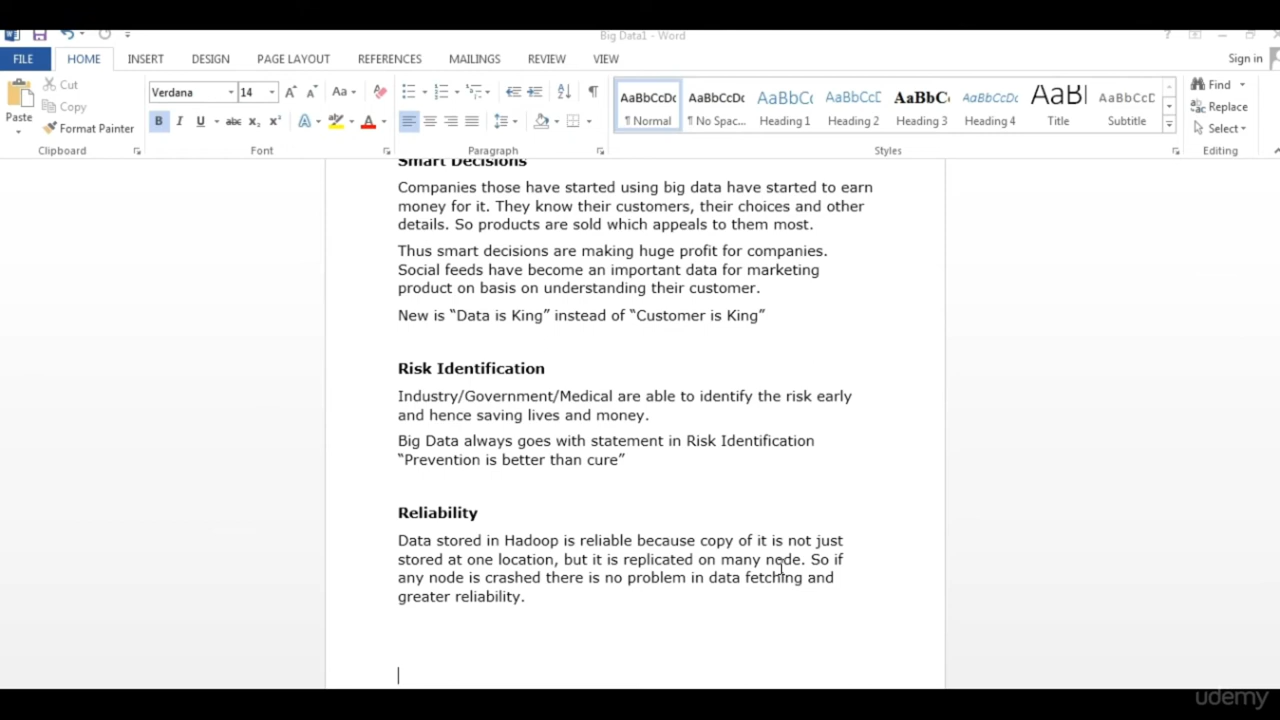 Big Data1 - Word
?
FILE HOME INSERT DESIGN PAGE LAYOUT REFERENCES MAILINGS REVIEW VIEW Sign in
Paste Cut Copy Format Painter
Clipboard
Verdana 14
Font
Paragraph
AaBbCcDc AaBbCcDc AaBbCc AaBbCcD AaBbC AaBbCcDc AaBl AaBbCcD
¶ Normal ¶ No Spac... Heading 1 Heading 2 Heading 3 Heading 4 Title Subtitle
Styles
Find
Replace
Select
Editing
Smart Decisions
Companies those have started using big data have started to earn
money for it. They know their customers, their choices and other
details. So products are sold which appeals to them most.
Thus smart decisions are making huge profit for companies.
Social feeds have become an important data for marketing
product on basis on understanding their customer.
New is “Data is King” instead of “Customer is King”
Risk Identification
Industry/Government/Medical are able to identify the risk early
and hence saving lives and money.
Big Data always goes with statement in Risk Identification
“Prevention is better than cure”
Reliability
Data stored in Hadoop is reliable because copy of it is not just
stored at one location, but it is replicated on many node. So if
any node is crashed there is no problem in data fetching and
greater reliability.
udemy